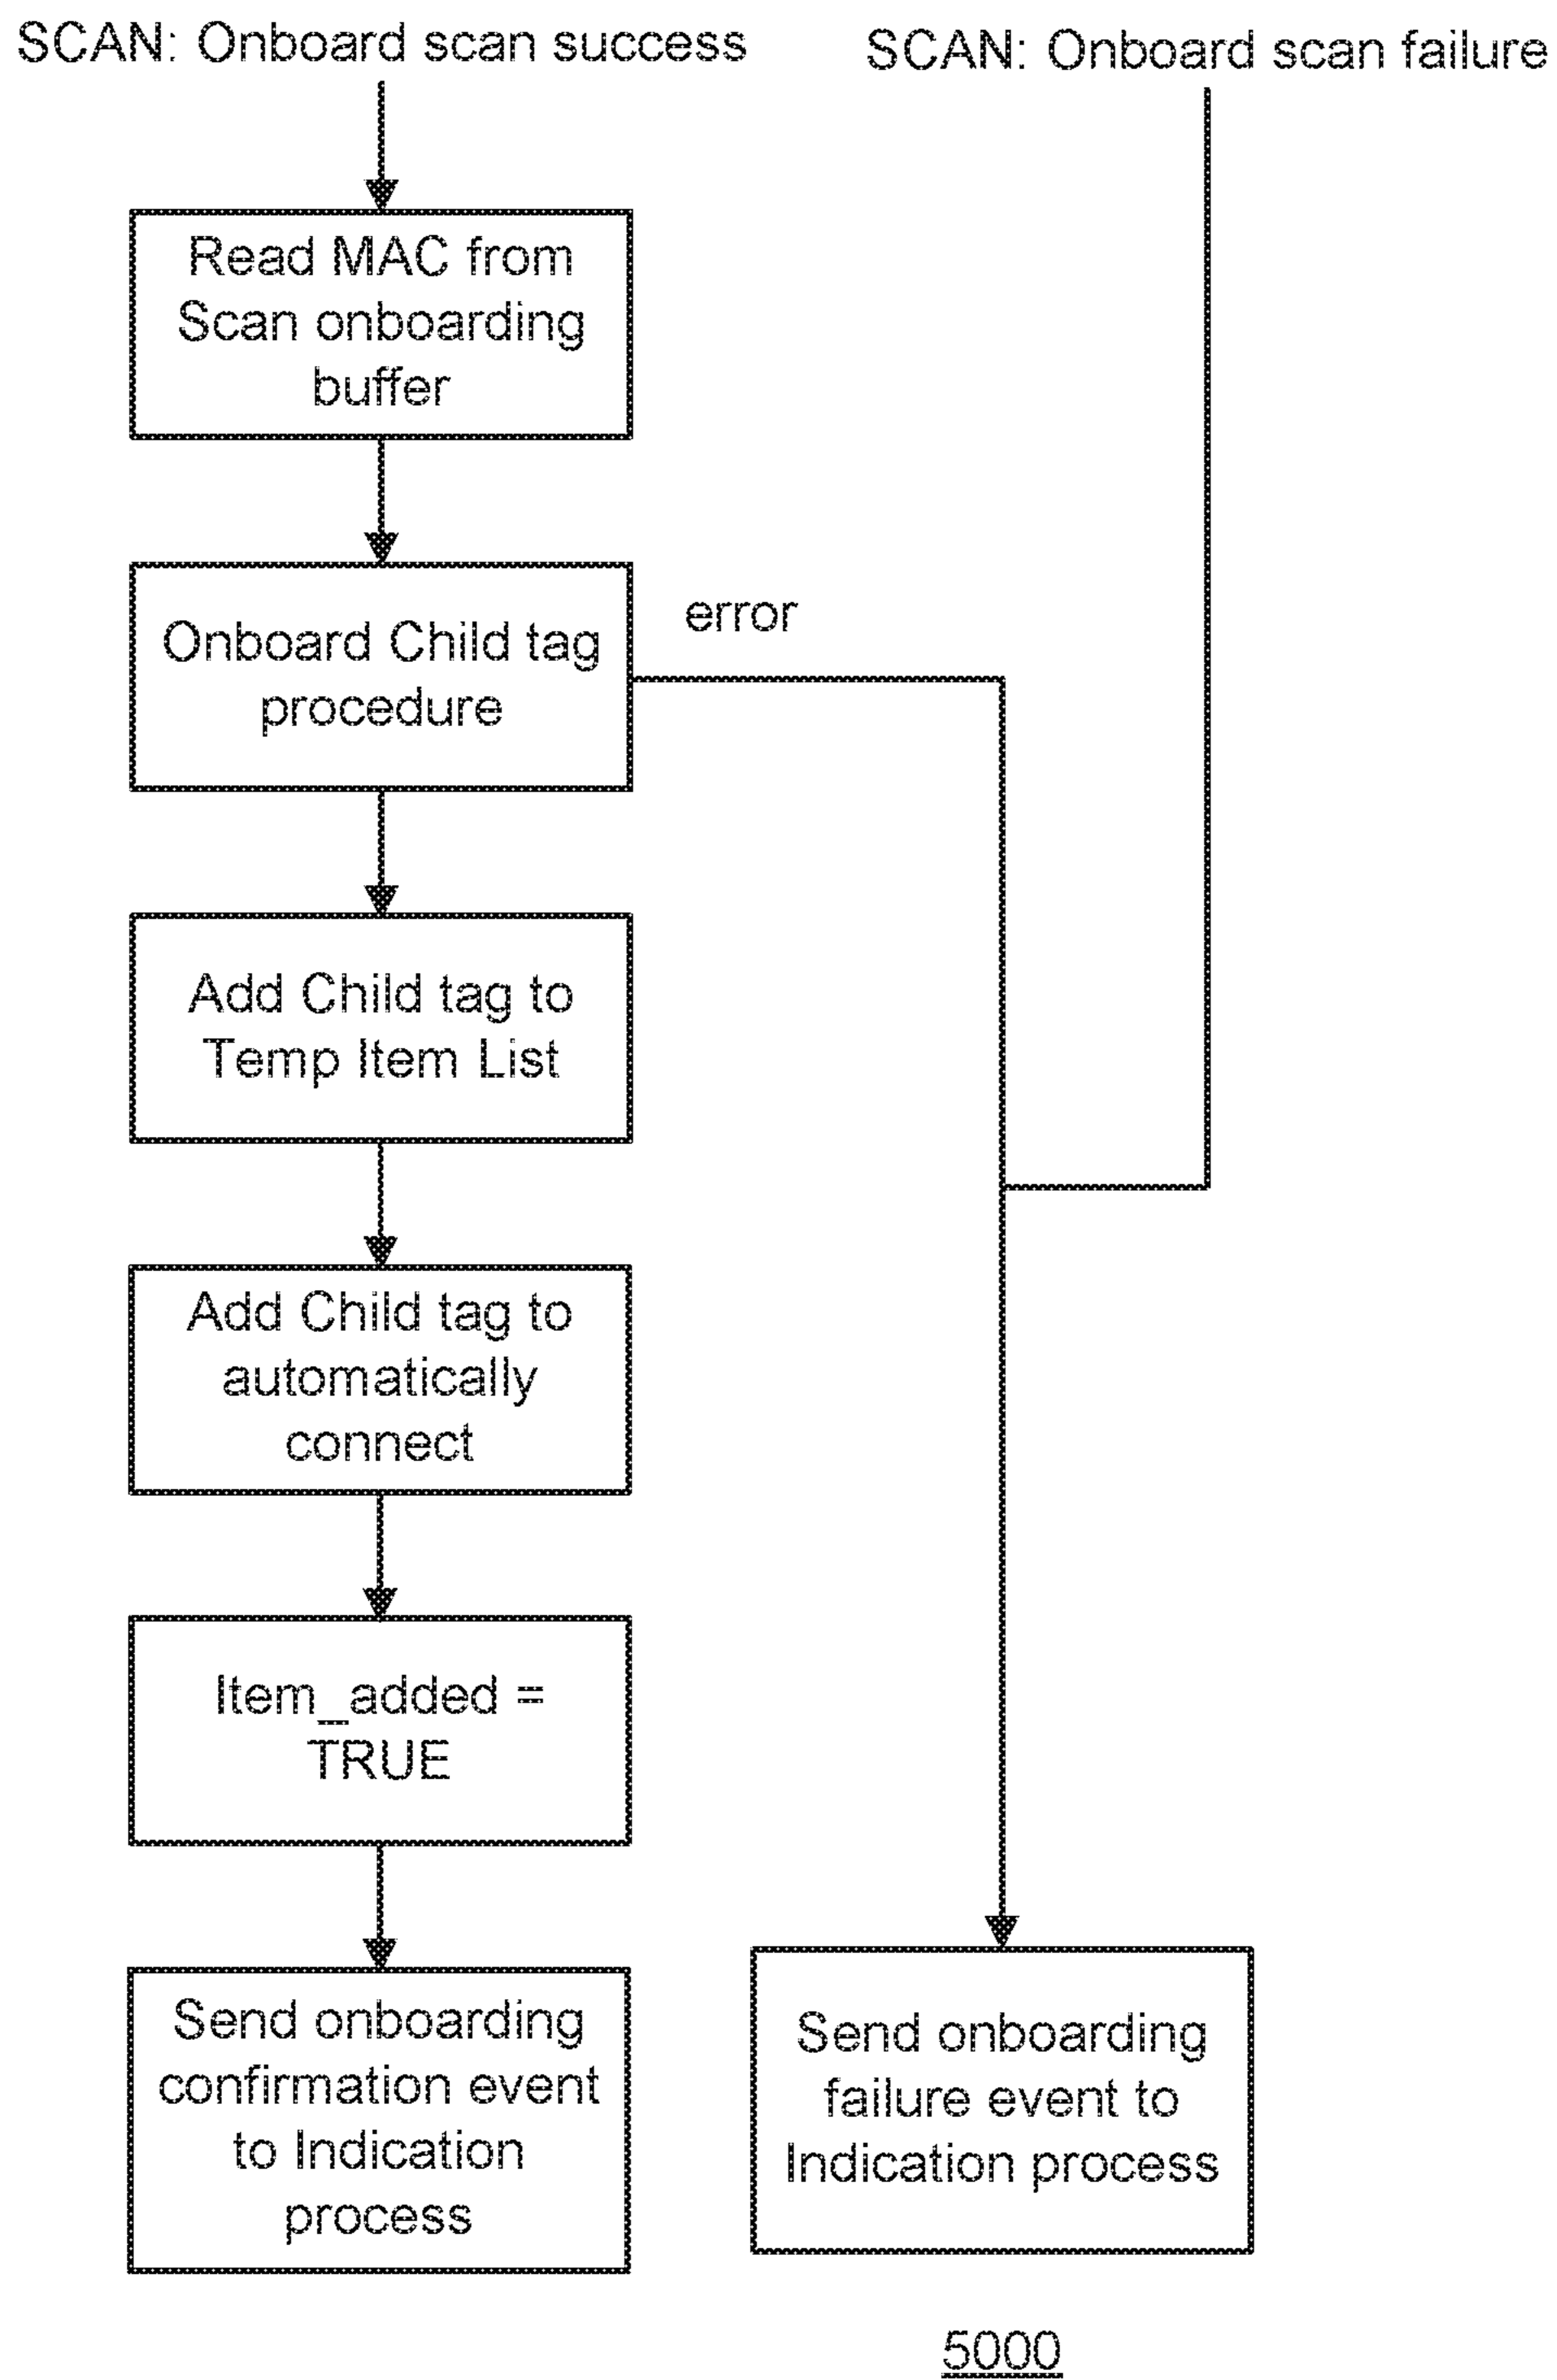 SCAN: Onboard scan success
SCAN: Onboard scan failure
Read MAC from
Scan onboarding
buffer
Onboard Child tag
procedure
error
Add Child tag to
Temp Item List
Add Child tag to
automatically
connect
Item_added =
TRUE
Send onboarding
confirmation event
to Indication
process
Send onboarding
failure event to
Indication process
5000